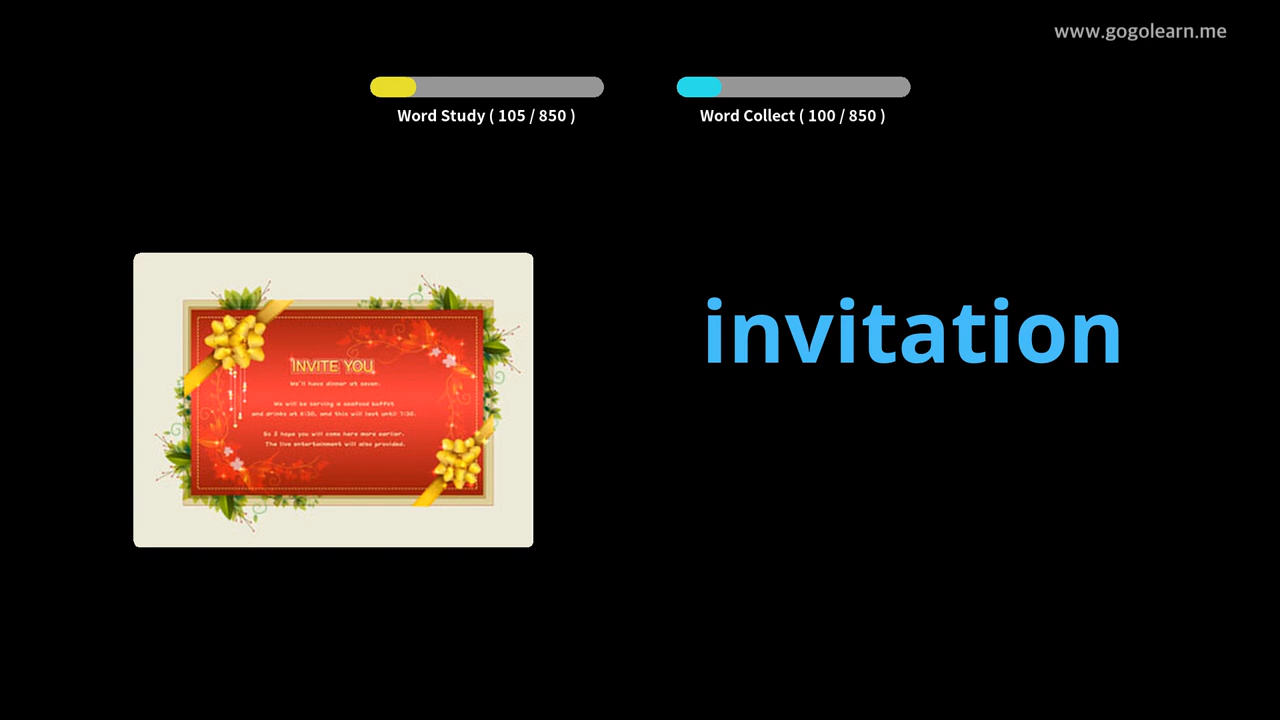 www.gogolearn.me
Word Study ( 105 / 850 )
Word Collect ( 100 / 850 )
invitation
INVITE YOU
We'll have dinner at seven.
We will be serving a seafood buffet
and drinks at 6:30, and this will last until 7:30.
So I hope you will come here more earlier.
The live entertainment will also provided.